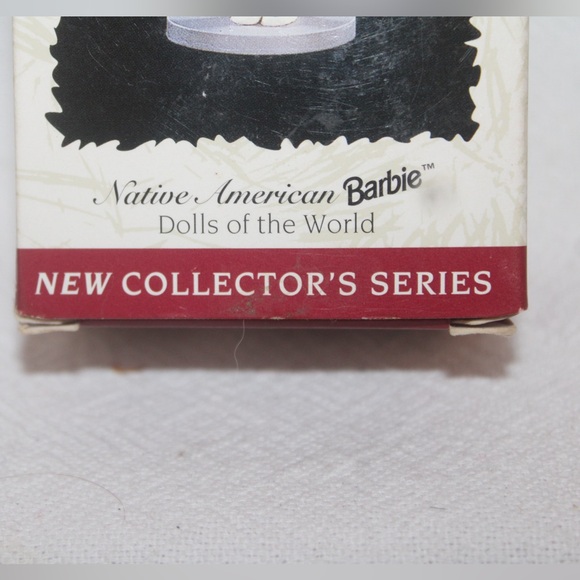 Native American Barbie™
Dolls of the World
NEW COLLECTOR'S SERIES